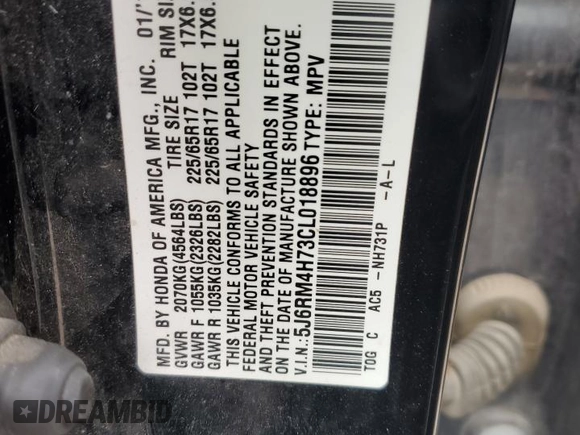 MFD. BY HONDA OF AMERICA MFG., INC. 01/
GVWR 2070KG(4564LBS) TIRE SIZE RIM SI
GAWR F 1055KG(2326LBS) 225/65R17 102T 17X6.
GAWR R 1035KG(2282LBS) 225/65R17 102T 17X6.
THIS VEHICLE CONFORMS TO ALL APPLICABLE
FEDERAL MOTOR VEHICLE SAFETY
AND THEFT PREVENTION STANDARDS IN EFFECT
ON THE DATE OF MANUFACTURE SHOWN ABOVE.
V.I.N.: 5J6RM4H73CL018896 TYPE: MPV
TOG C AC5 -NH731P -A-L
DREAMBID